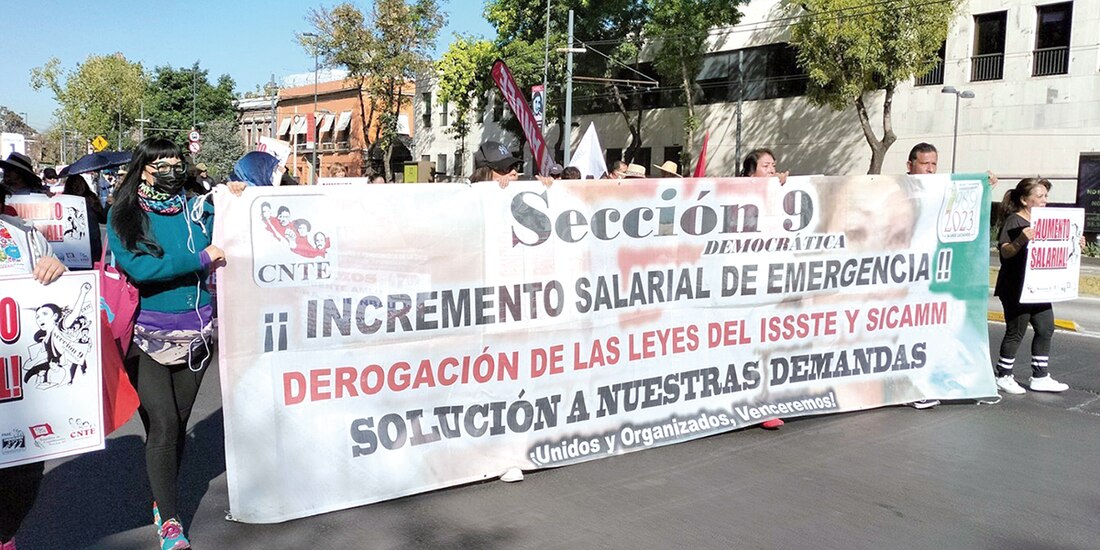 CNTE
Sección 9
DEMOCRÁTICA
2023
¡¡ INCREMENTO SALARIAL DE EMERGENCIA !!
DEROGACIÓN DE LAS LEYES DEL ISSSTE Y SICAMM
SOLUCIÓN A NUESTRAS DEMANDAS
¡Unidos y Organizados, Venceremos!
¡AUMENTO
SALARIAL!
CNTE